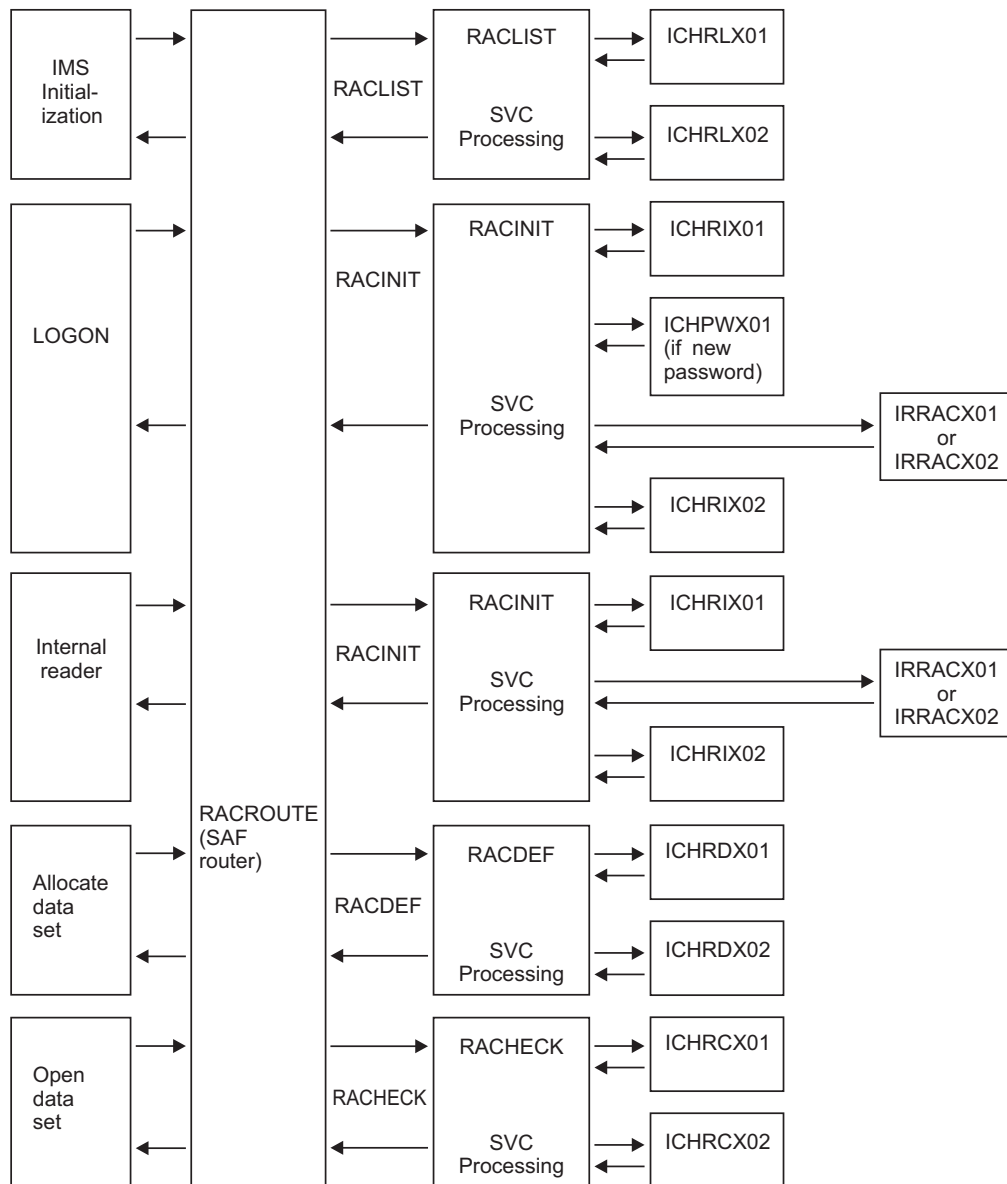 IMS
Initial-
ization
RACLIST
RACLIST
SVC
Processing
ICHRLX01
ICHRLX02
LOGON
RACINIT
RACINIT
SVC
Processing
ICHRIX01
ICHPWX01
(if new
password)
IRRACX01
or
IRRACX02
ICHRIX02
Internal
reader
RACINIT
RACINIT
SVC
Processing
ICHRIX01
IRRACX01
or
IRRACX02
ICHRIX02
RACROUTE
(SAF
router)
Allocate
data
set
RACDEF
RACDEF
SVC
Processing
ICHRDX01
ICHRDX02
Open
data
set
RACHECK
RACHECK
SVC
Processing
ICHRCX01
ICHRCX02